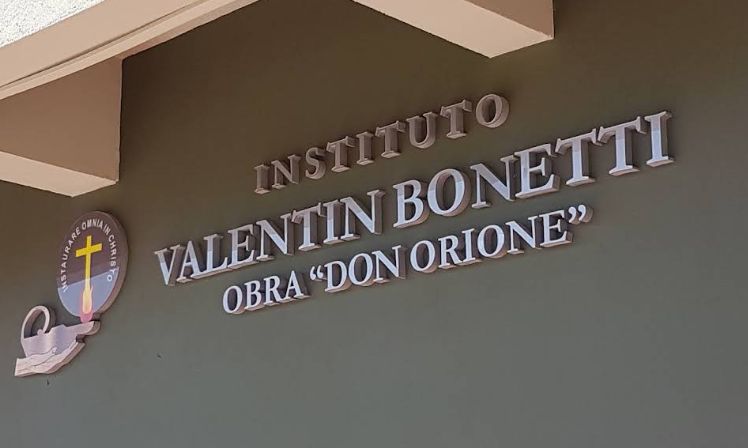 INSTITUTO
VALENTIN BONETTI
OBRA “DON ORIONE”
INSTAURARE OMNIA IN CHRISTO